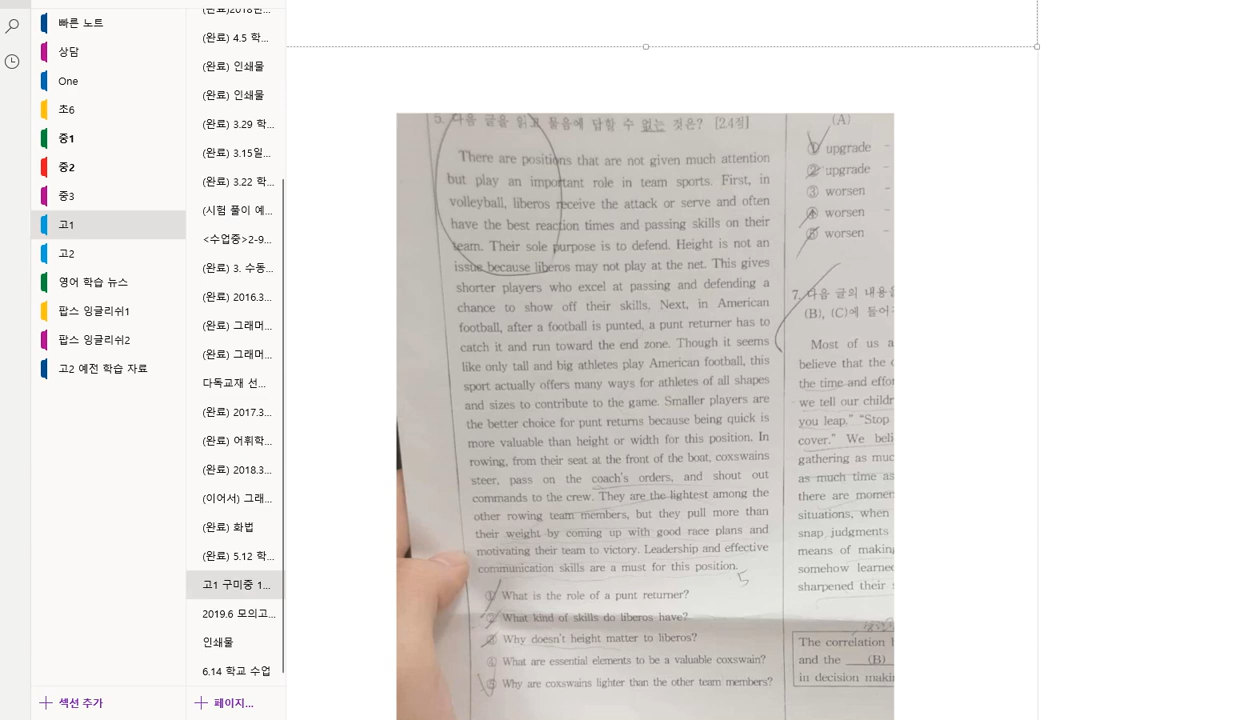 빠른 노트
상담
One
초6
중1
중2
중3
고1
고2
영어 학습 뉴스
팝스 잉글리쉬1
팝스 잉글리쉬2
고2 예전 학습 자료
섹션 추가
(완료)2018년...
(완료) 4.5 학...
(완료) 인쇄물
(완료) 인쇄물
(완료) 3.29 학...
(완료) 3.15일...
(완료) 3.22 학...
(시험 풀이 예...
<수업중>2-9...
(완료) 3. 수동...
(완료) 2016.3...
(완료) 그래머...
(완료) 그래머...
다독교재 선...
(완료) 2017.3...
(완료) 어휘학...
(완료) 2018.3...
(이어서) 그래...
(완료) 화법
(완료) 5.12 학...
고1 구미중 1...
2019.6 모의고...
인쇄물
6.14 학교 수업
페이지...
5. 다음 글을 읽고 물음에 답할 수 없는 것은? [24점]
There are positions that are not given much attention
but play an important role in team sports. First, in
volleyball, liberos receive the attack or serve and often
have the best reaction times and passing skills on their
team. Their sole purpose is to defend. Height is not an
issue because liberos may not play at the net. This gives
shorter players who excel at passing and defending a
chance to show off their skills. Next, in American
football, after a football is punted, a punt returner has to
catch it and run toward the end zone. Though it seems
like only tall and big athletes play American football, this
sport actually offers many ways for athletes of all shapes
and sizes to contribute to the game. Smaller players are
the better choice for punt returns because being quick is
more valuable than height or width for this position. In
rowing, from their seat at the front of the boat, coxswains
steer, pass on the coach's orders, and shout out
commands to the crew. They are the lightest among the
other rowing team members, but they pull more than
their weight by coming up with good race plans and
motivating their team to victory. Leadership and effective
communication skills are a must for this position.
5
① What is the role of a punt returner?
② What kind of skills do liberos have?
③ Why doesn't height matter to liberos?
④ What are essential elements to be a valuable coxswain?
⑤ Why are coxswains lighter than the other team members?
(A)
① upgrade -
② upgrade -
③ worsen -
④ worsen -
⑤ worsen -
7. 다음 글의 내용을
(B), (C)에 들어
Most of us a
believe that the
the time and effo
we tell our childr
you leap." "Stop
cover." We beli
gathering as muc
as much time as
there are momen
situations, when
snap judgments
means of making
somehow learned
sharpened their s
The correlation
and the (B)
in decision makin